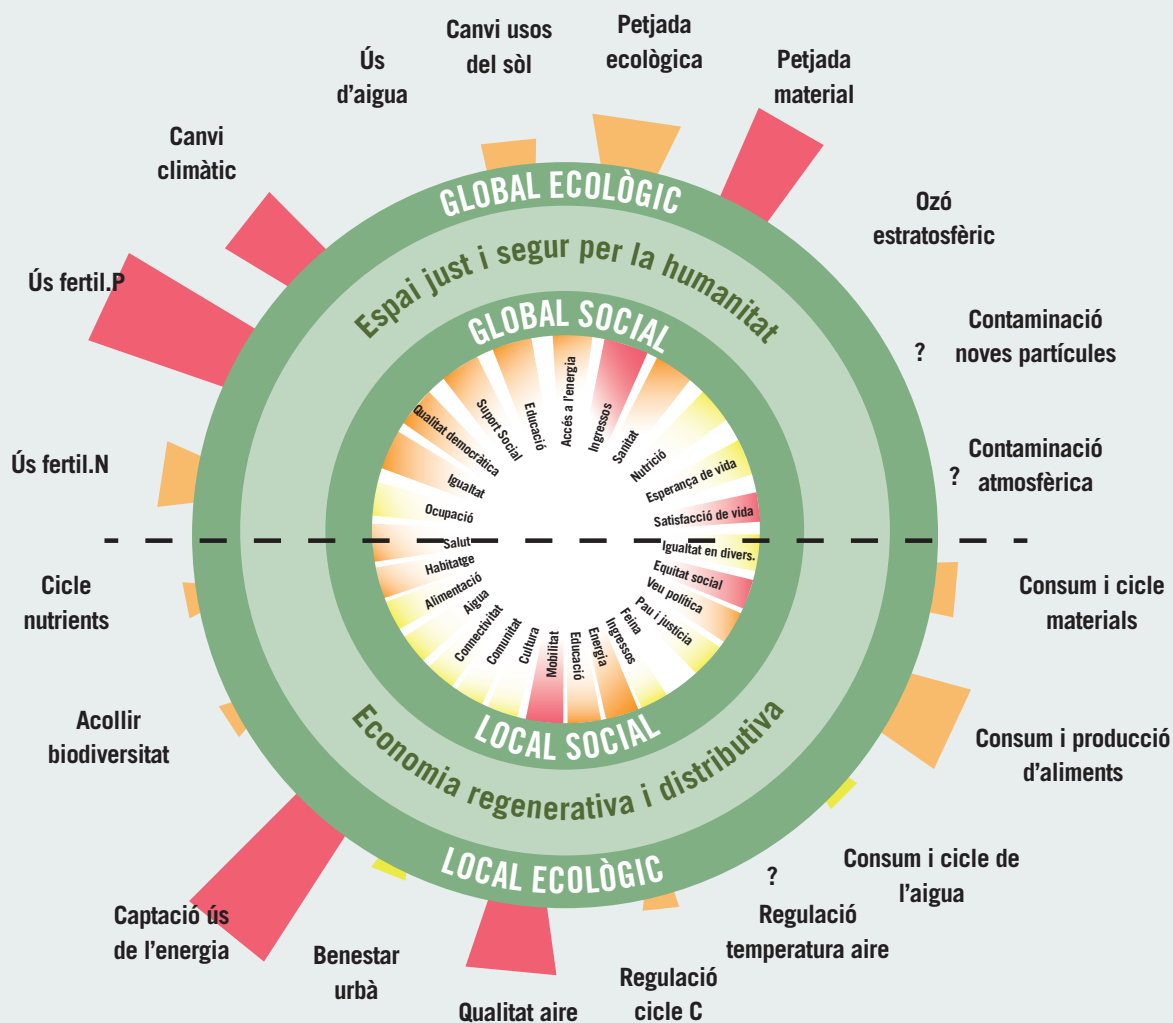 Canvi usos
del sòl
Petjada
ecològica
Ús
d'aigua
Petjada
material
Canvi
climàtic
Ozó
estratosfèric
Ús fertil.P
Contaminació
noves partícules
?
Ús fertil.N
Contaminació
atmosfèrica
?
GLOBAL ECOLÒGIC
Espai just i segur per la humanitat
GLOBAL SOCIAL
Ocupació
Igualtat
Qualitat democràtica
Suport Social
Educació
Accés a l'energia
Ingressos
Sanitat
Nutrició
Esperança de vida
Satisfacció de vida
Salut
Habitatge
Alimentació
Aigua
Connectivitat
Comunitat
Cultura
Mobilitat
Educació
Energia
Ingressos
Feina
Pau i justícia
Veu política
Equitat social
Igualtat en divers.
LOCAL SOCIAL
Economia regenerativa i distributiva
LOCAL ECOLÒGIC
Cicle
nutrients
Consum i cicle
materials
Acollir
biodiversitat
Consum i producció
d'aliments
Consum i cicle de
l'aigua
?
Regulació
temperatura aire
Captació ús
de l'energia
Benestar
urbà
Qualitat aire
Regulació
cicle C